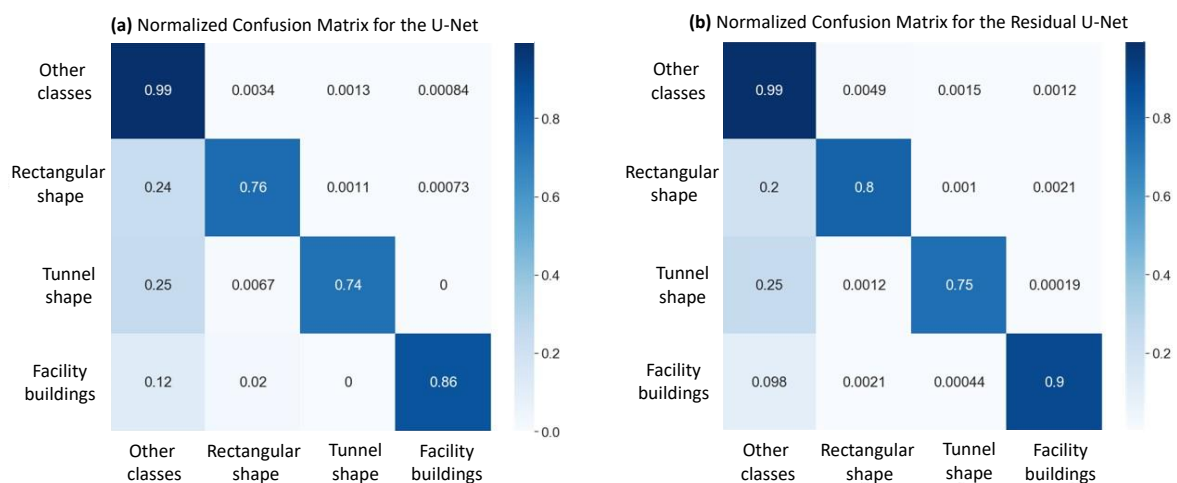 (a) Normalized Confusion Matrix for the U-Net
Other
classes
0.99 0.0034 0.0013 0.00084
Rectangular
shape
0.24 0.76 0.0011 0.00073
Tunnel
shape
0.25 0.0067 0.74 0
Facility
buildings
0.12 0.02 0 0.86
Other Rectangular Tunnel Facility
classes shape shape buildings
0.8
0.6
0.4
0.2
0.0
(b) Normalized Confusion Matrix for the Residual U-Net
Other
classes
0.99 0.0049 0.0015 0.0012
Rectangular
shape
0.2 0.8 0.001 0.0021
Tunnel
shape
0.25 0.0012 0.75 0.00019
Facility
buildings
0.098 0.0021 0.00044 0.9
Other Rectangular Tunnel Facility
classes shape shape buildings
0.8
0.6
0.4
0.2